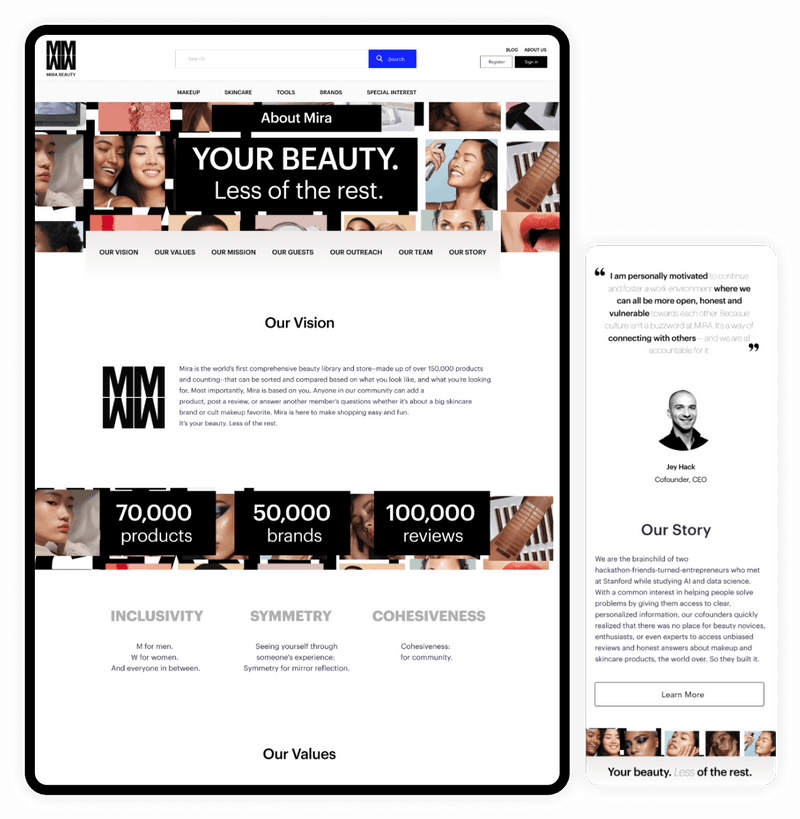 MIRA BEAUTY
Search
Search
BLOG ABOUT US
Register Sign in
MAKEUP SKINCARE TOOLS BRANDS SPECIAL INTEREST
About Mira
YOUR BEAUTY.
Less of the rest.
OUR VISION OUR VALUES OUR MISSION OUR GUESTS OUR OUTREACH OUR TEAM OUR STORY
Our Vision
Mira is the world's first comprehensive beauty library and store--made up of over 150,000 products
and counting--that can be sorted and compared based on what you look like, and what you're looking
for. Most importantly, Mira is based on you. Anyone in our community can add a
product, post a review, or answer another member's questions whether it's about a big skincare
brand or cult makeup favorite. Mira is here to make shopping easy and fun.
It's your beauty. Less of the rest.
70,000
products
50,000
brands
100,000
reviews
INCLUSIVITY
M for men.
W for women.
And everyone in between.
SYMMETRY
Seeing yourself through
someone's experience:
Symmetry for mirror reflection.
COHESIVENESS
Cohesiveness:
for community.
Our Values
“ I am personally motivated to continue
and foster a work environment where we
can all be more open, honest and
vulnerable towards each other. Because
culture isn't a buzzword at MIRA. It's a way of
connecting with others -- and we are all
accountable for it ”
Jey Hack
Cofounder, CEO
Our Story
We are the brainchild of two
hackathon-friends-turned-entrepreneurs who met
at Stanford while studying AI and data science.
With a common interest in helping people solve
problems by giving them access to clear,
personalized information, our cofounders quickly
realized that there was no place for beauty novices,
enthusiasts, or even experts to access unbiased
reviews and honest answers about makeup and
skincare products, the world over. So they built it.
Learn More
Your beauty. Less of the rest.